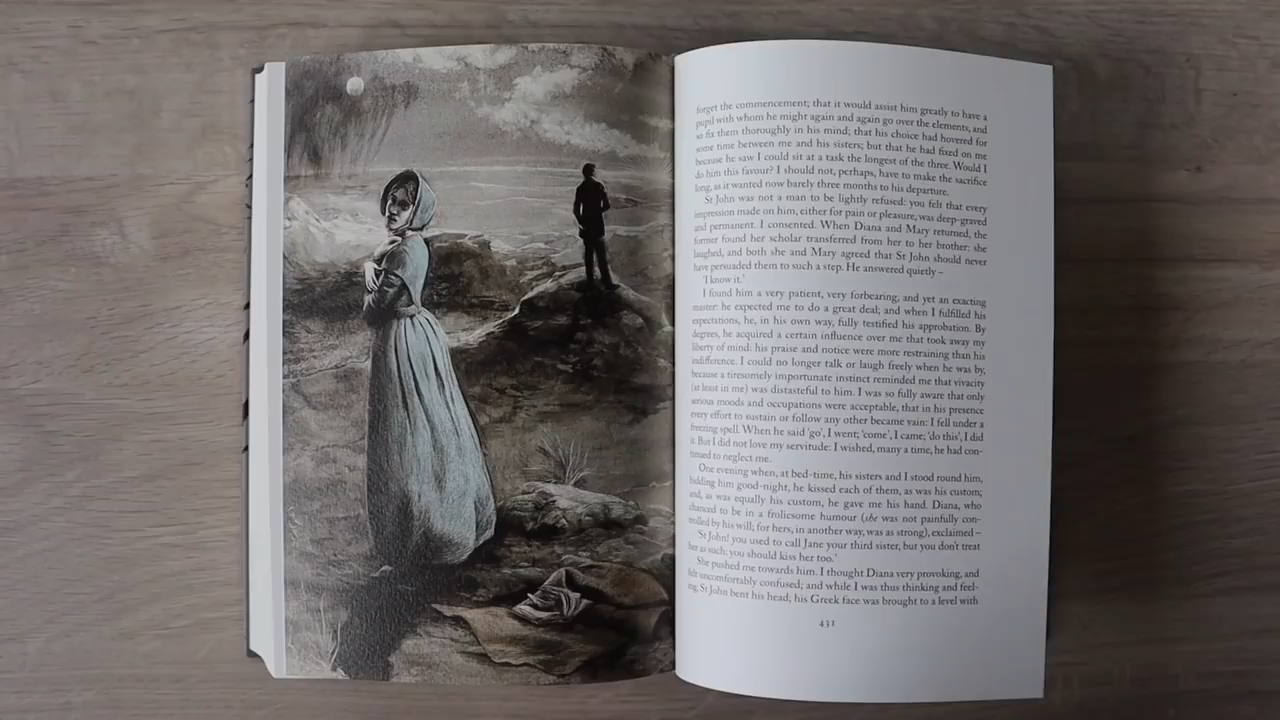 forget the commencement; that it would assist him greatly to have a
pupil with whom he might again and again go over the elements, and
so fix them thoroughly in his mind; that his choice had hovered for
some time between me and his sisters; but that he had fixed on me
because he saw I could sit at a task the longest of the three. Would I
do him this favour? I should not, perhaps, have to make the sacrifice
long, as it wanted now barely three months to his departure.
St John was not a man to be lightly refused: you felt that every
impression made on him, either for pain or pleasure, was deep-graved
and permanent. I consented. When Diana and Mary returned, the
former found her scholar transferred from her to her brother: she
laughed, and both she and Mary agreed that St John should never
have persuaded them to such a step. He answered quietly –
'I know it.'
I found him a very patient, very forbearing, and yet an exacting
master: he expected me to do a great deal; and when I fulfilled his
expectations, he, in his own way, fully testified his approbation. By
degrees, he acquired a certain influence over me that took away my
liberty of mind: his praise and notice were more restraining than his
indifference. I could no longer talk or laugh freely when he was by,
because a tiresomely importunate instinct reminded me that vivacity
(at least in me) was distasteful to him. I was so fully aware that only
serious moods and occupations were acceptable, that in his presence
every effort to sustain or follow any other became vain: I fell under a
freezing spell. When he said 'go', I went; 'come', I came; 'do this', I did
it. But I did not love my servitude: I wished, many a time, he had con-
tinued to neglect me.
One evening when, at bed-time, his sisters and I stood round him,
bidding him good-night, he kissed each of them, as was his custom;
and, as was equally his custom, he gave me his hand. Diana, who
chanced to be in a frolicsome humour (she was not painfully con-
trolled by his will; for hers, in another way, was as strong), exclaimed –
'St John! you used to call Jane your third sister, but you don't treat
her as such: you should kiss her too.'
She pushed me towards him. I thought Diana very provoking, and
felt uncomfortably confused; and while I was thus thinking and feel-
ing, St John bent his head; his Greek face was brought to a level with
431